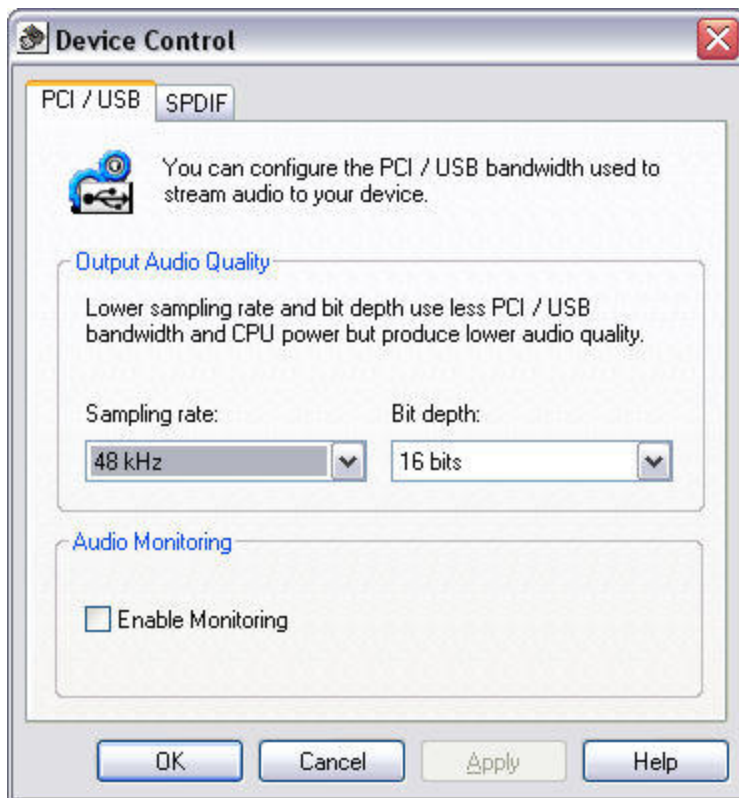 Device Control
PCI / USB
SPDIF
You can configure the PCI / USB bandwidth used to
stream audio to your device.
Output Audio Quality
Lower sampling rate and bit depth use less PCI / USB
bandwidth and CPU power but produce lower audio quality.
Sampling rate:
Bit depth:
48 kHz
16 bits
Audio Monitoring
Enable Monitoring
OK
Cancel
Apply
Help